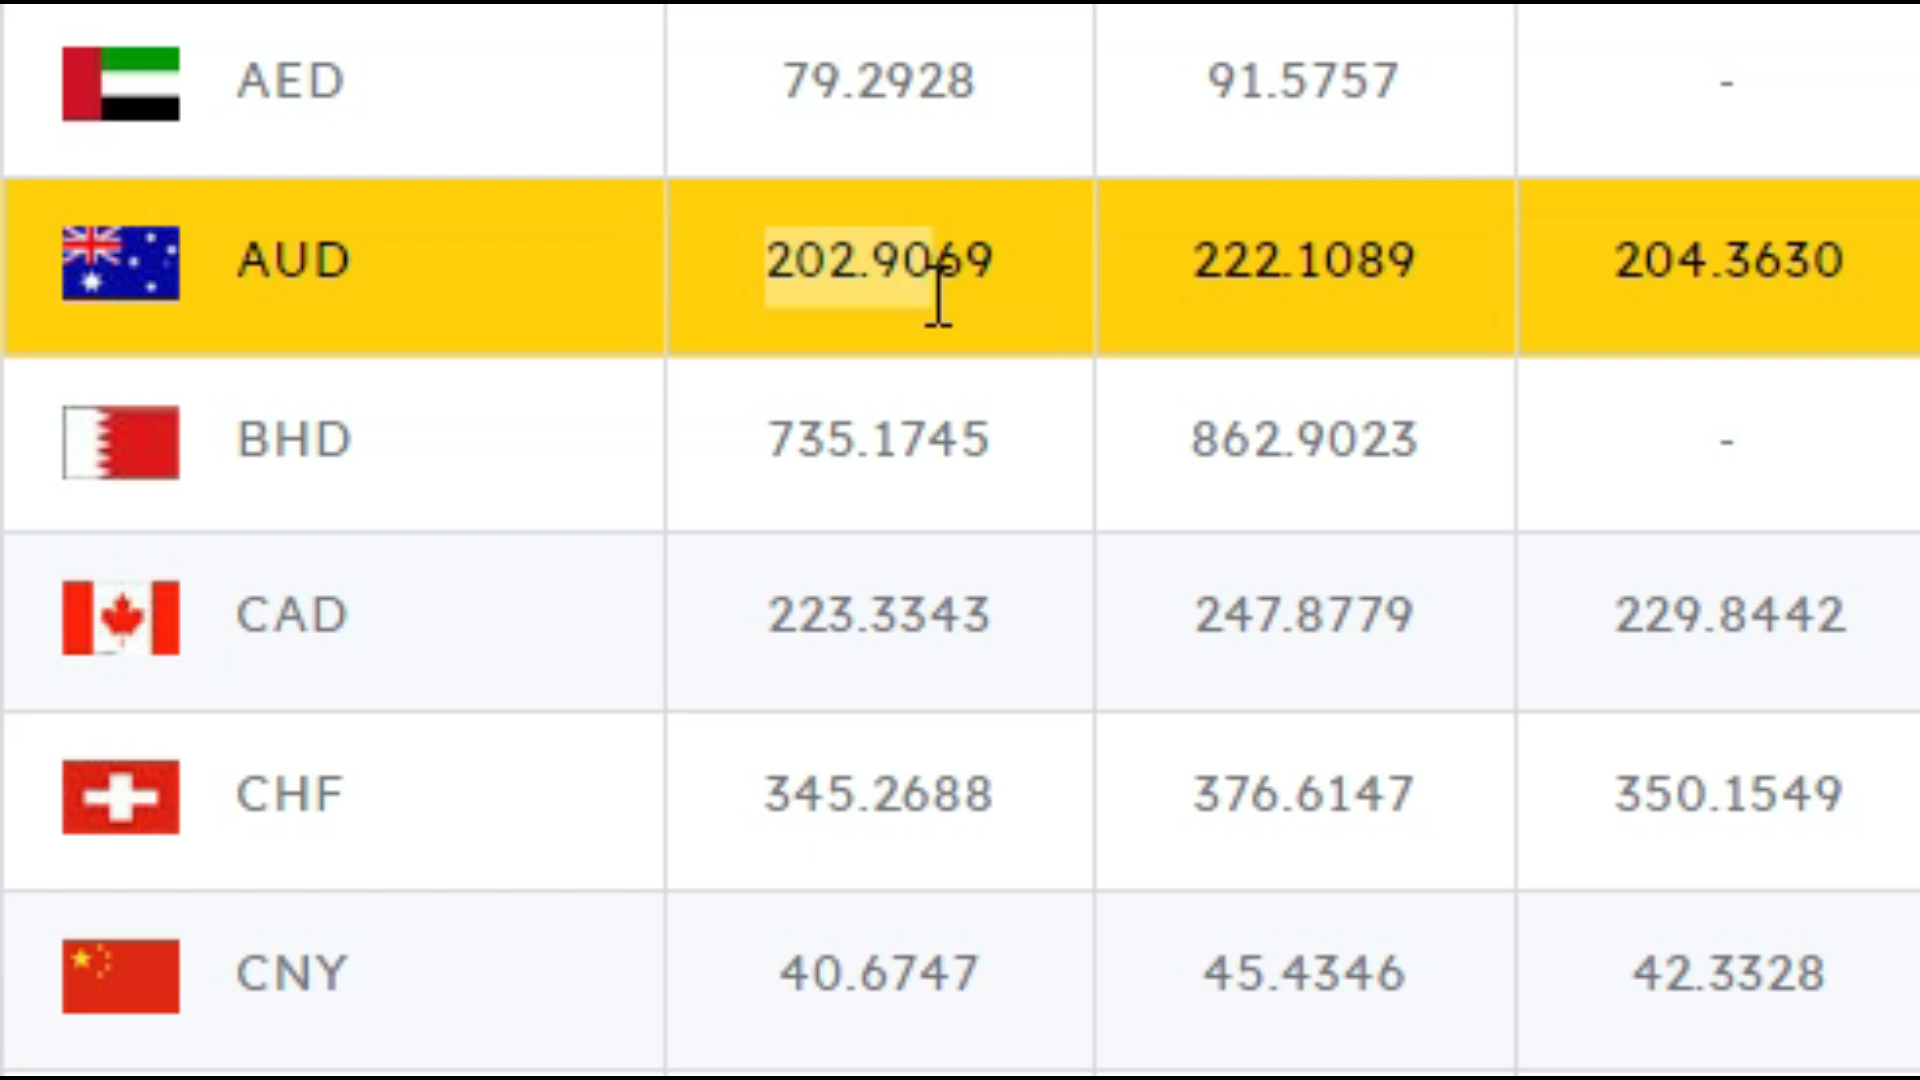 AED 79.2928 91.5757 -
AUD 202.9069 222.1089 204.3630
BHD 735.1745 862.9023 -
CAD 223.3343 247.8779 229.8442
CHF 345.2688 376.6147 350.1549
CNY 40.6747 45.4346 42.3328